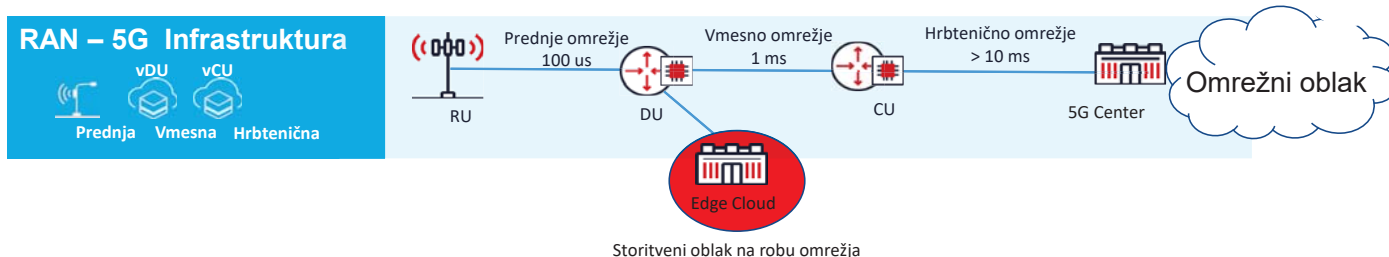 RAN – 5G Infrastruktura
vDU vCU
Prednja Vmesna Hrbtenična
Prednje omrežje
100 us
Vmesno omrežje
1 ms
Hrbtenično omrežje
> 10 ms
RU
DU
CU
5G Center
Omrežni oblak
Edge Cloud
Storitveni oblak na robu omrežja